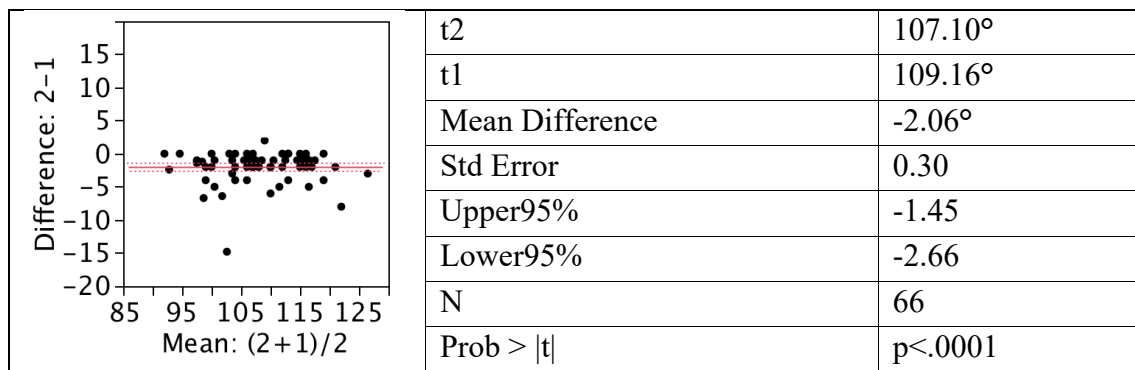 15
10
5
0
−5
−10
−15
−20
Difference: 2−1
85 95 105 115 125
Mean: (2+1)/2
t2 107.10°
t1 109.16°
Mean Difference -2.06°
Std Error 0.30
Upper95% -1.45
Lower95% -2.66
N 66
Prob > |t| p<.0001